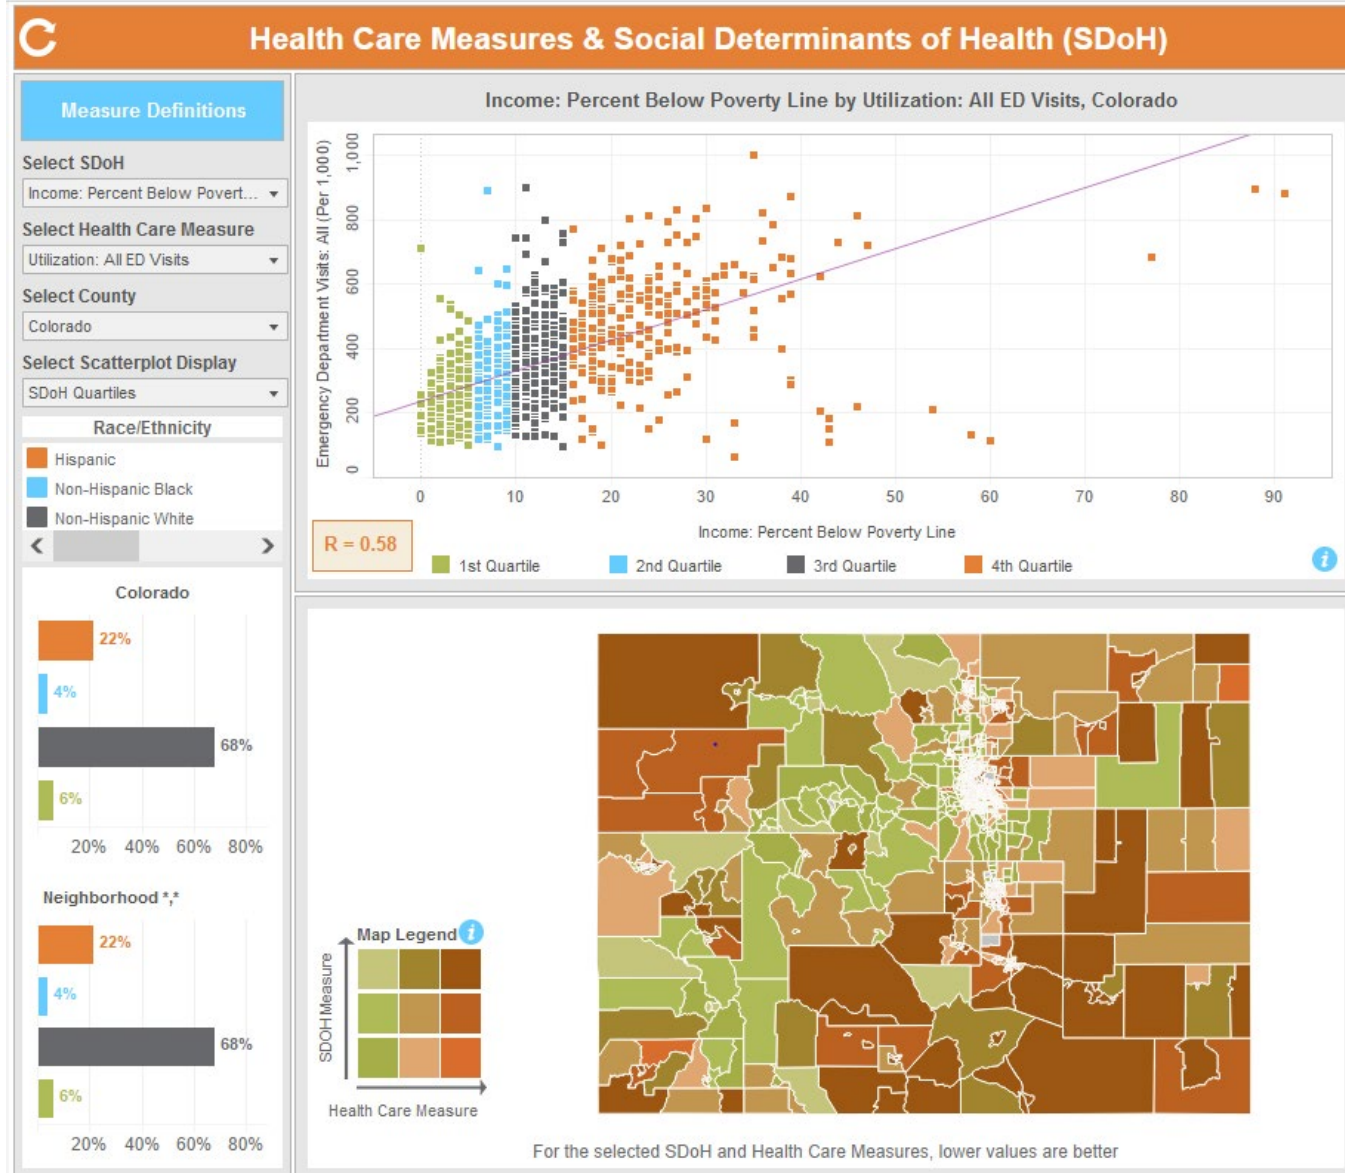 Health Care Measures & Social Determinants of Health (SDoH)
Measure Definitions
Select SDoH
Income: Percent Below Povert...
Select Health Care Measure
Utilization: All ED Visits
Select County
Colorado
Select Scatterplot Display
SDoH Quartiles
Race/Ethnicity
Hispanic
Non-Hispanic Black
Non-Hispanic White
Colorado
22%
4%
68%
6%
20% 40% 60% 80%
Neighborhood *,*
22%
4%
68%
6%
20% 40% 60% 80%
Income: Percent Below Poverty Line by Utilization: All ED Visits, Colorado
Emergency Department Visits: All (Per 1,000)
1,000
800
600
400
200
0
0 10 20 30 40 50 60 70 80 90
Income: Percent Below Poverty Line
R = 0.58
1st Quartile 2nd Quartile 3rd Quartile 4th Quartile
i
Map Legend i
SDOH Measure
Health Care Measure
For the selected SDoH and Health Care Measures, lower values are better